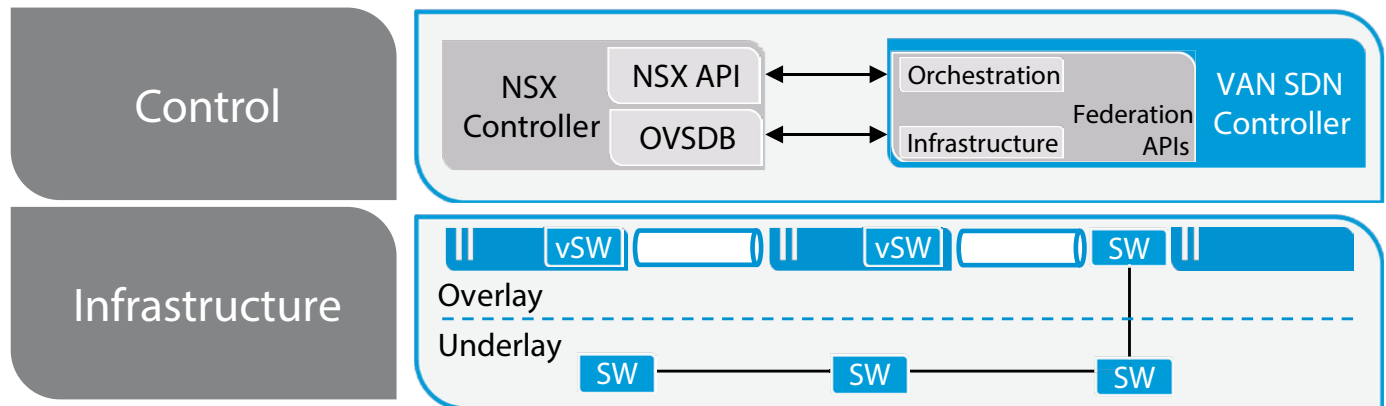 Control
NSX
Controller
NSX API
OVSDB
Orchestration
Infrastructure
Federation
APIs
VAN SDN
Controller
Infrastructure
vSW
vSW
SW
Overlay
Underlay
SW
SW
SW